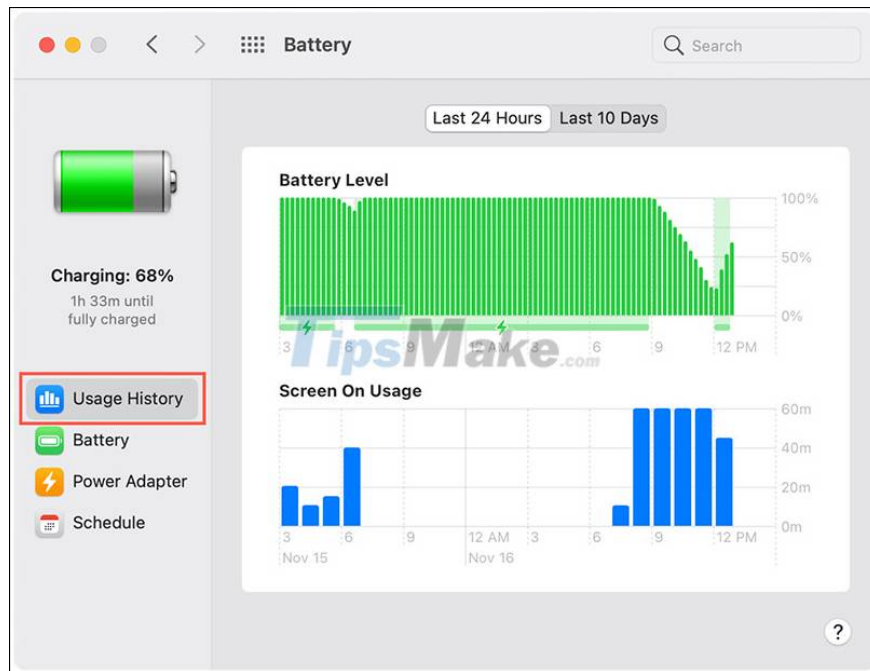 Battery
Search
Last 24 Hours Last 10 Days
Battery Level
100%
50%
0%
3 6 9 12 AM 3 6 9 12 PM
TipsMake.com
Charging: 68%
1h 33m until
fully charged
Usage History
Battery
Power Adapter
Schedule
Screen On Usage
60m
40m
20m
0m
3 6 9 12 AM 3 6 9 12 PM
Nov 15 Nov 16
?